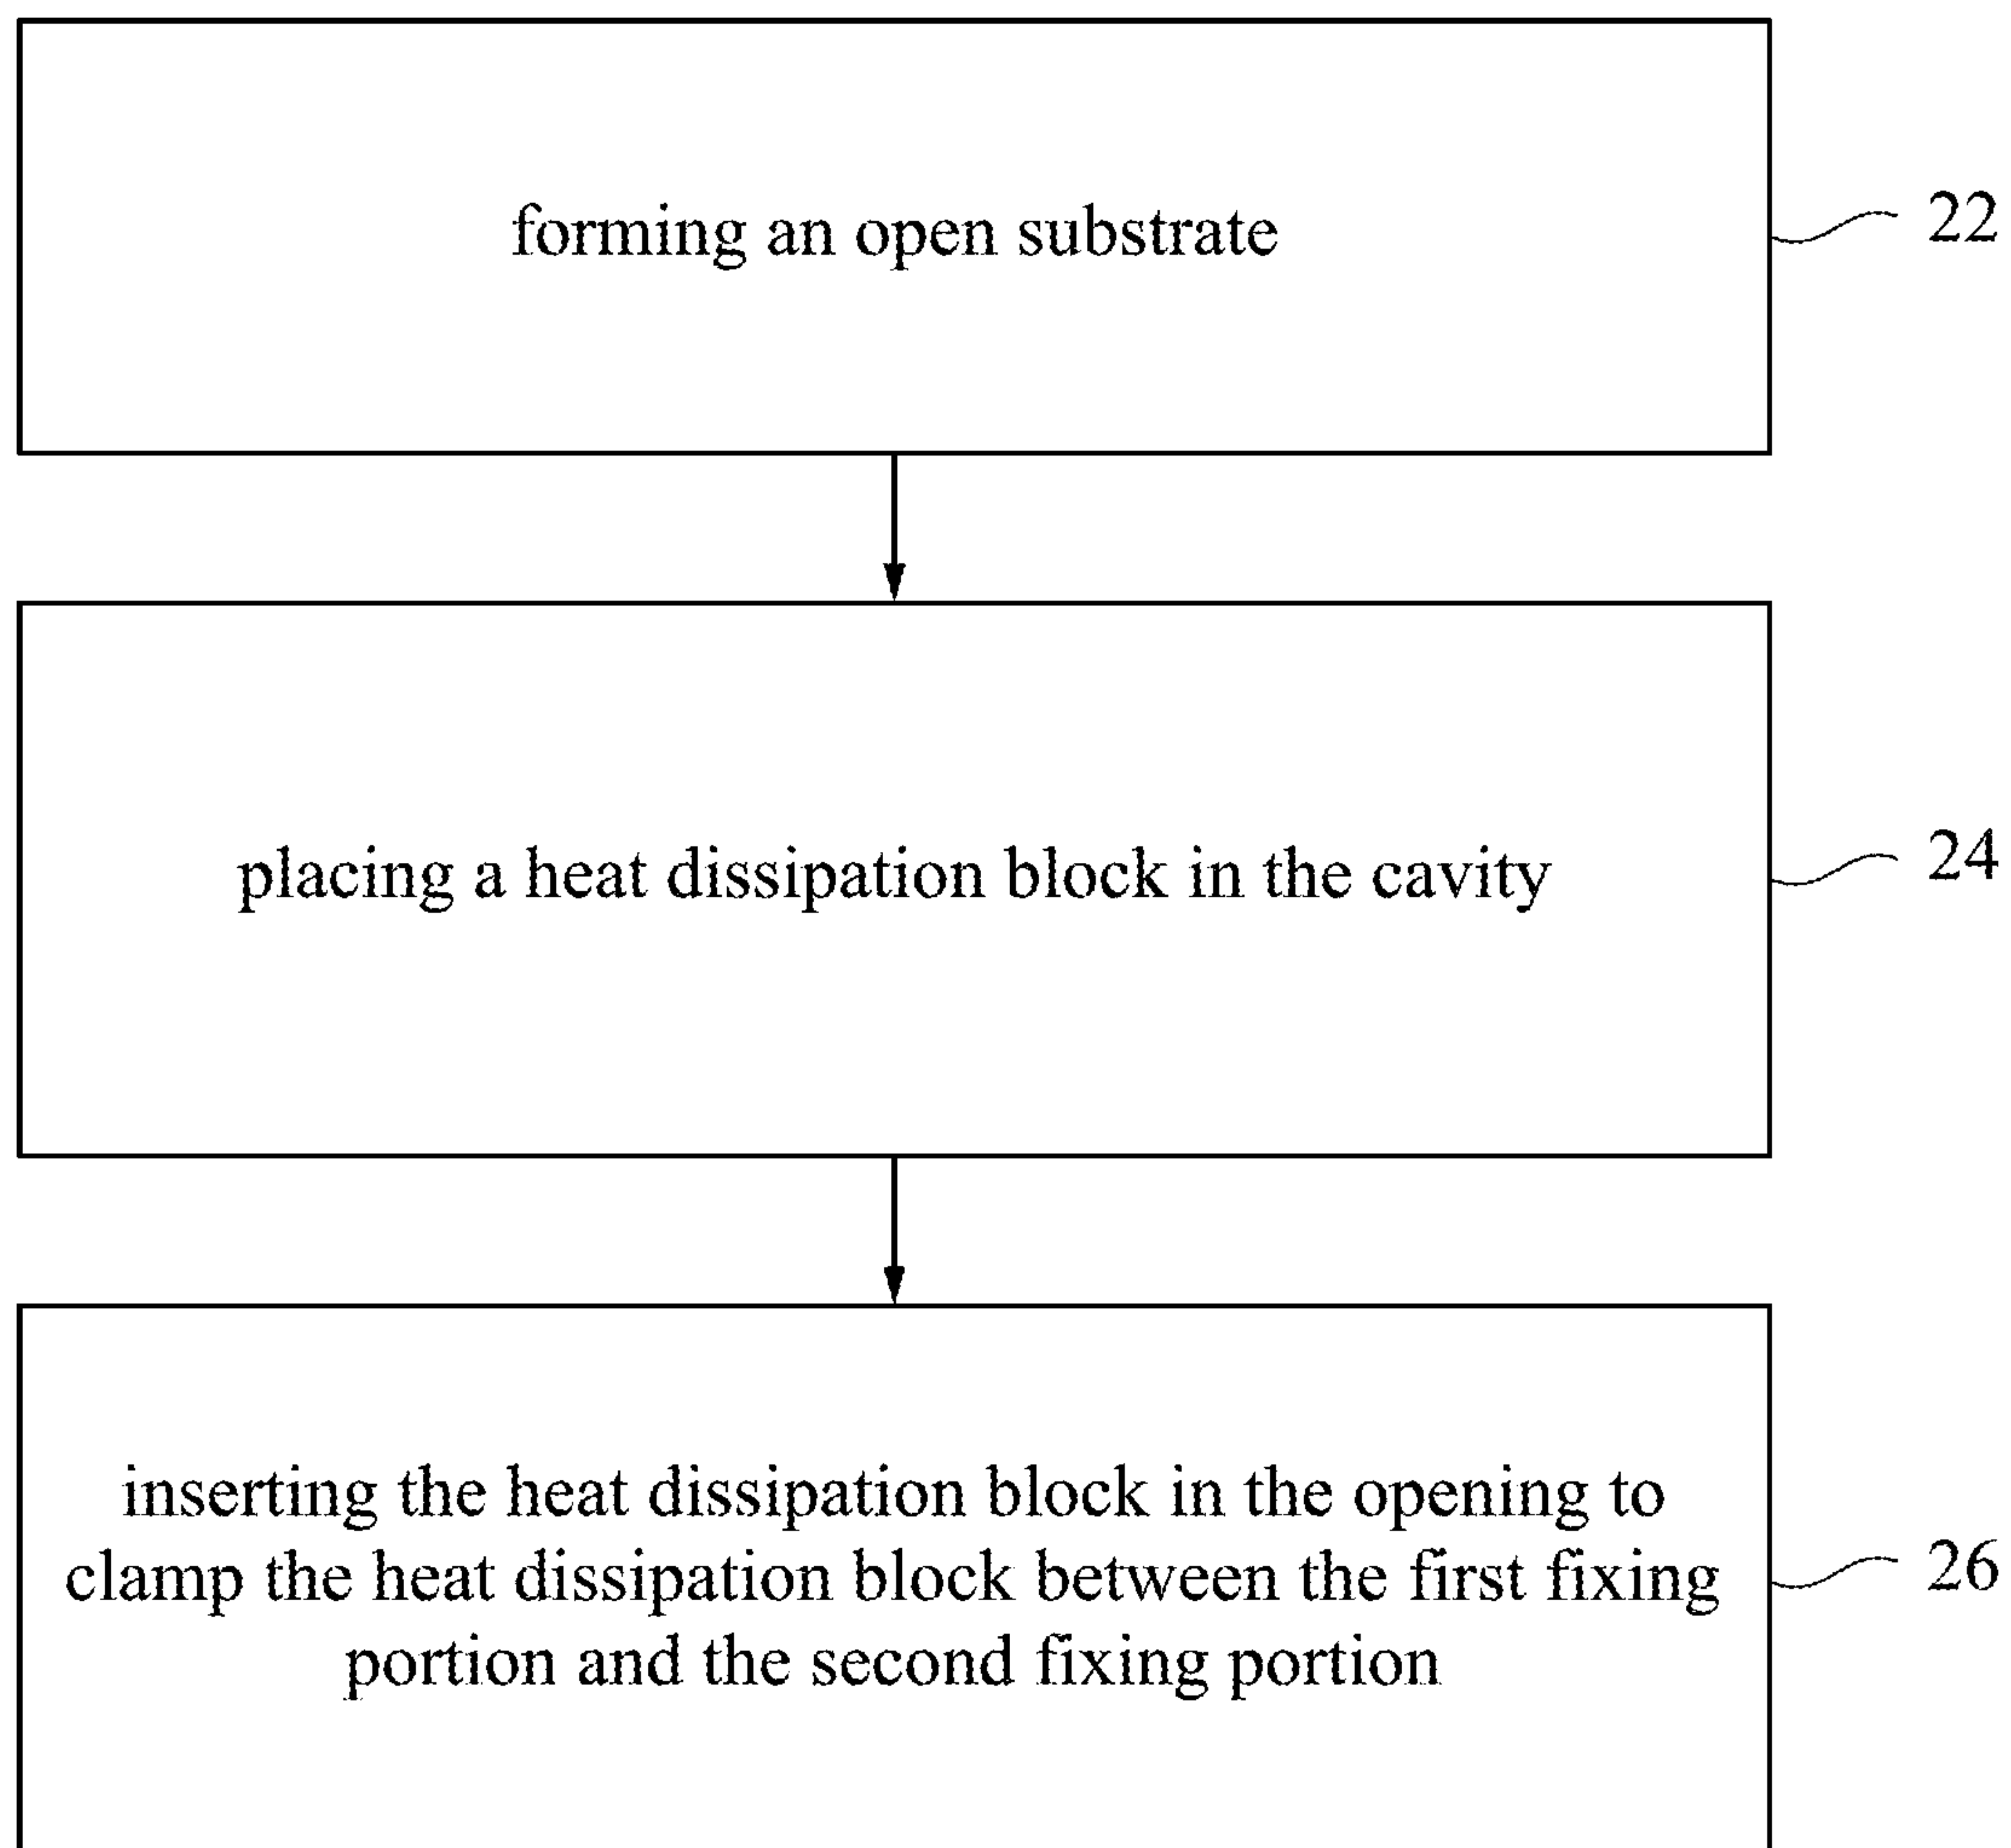 forming an open substrate
22
placing a heat dissipation block in the cavity
24
inserting the heat dissipation block in the opening to
clamp the heat dissipation block between the first fixing
portion and the second fixing portion
26